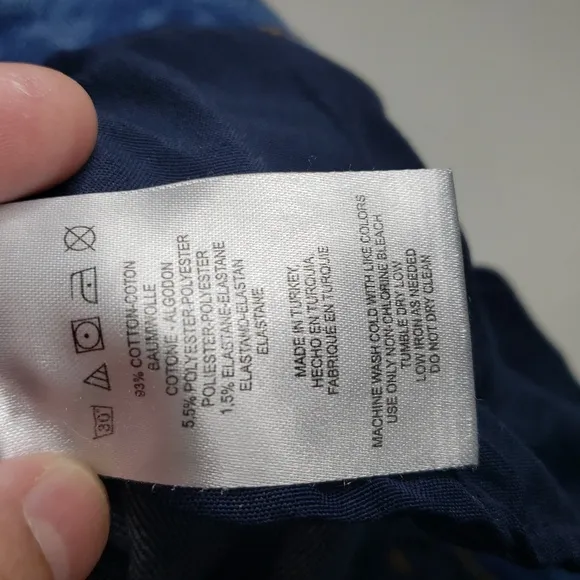 30°
93% COTTON-COTON
BAUMWOLLE
COTONE - ALGODON
5,5% POLYESTER-POLYESTER
POLIESTER-POLYESTER
1,5% ELASTANE-ELASTANE
ELASTAMO-ELASTAN
ELASTANE
MADE IN TURKEY,
HECHO EN TURQUIA,
FABRIQUÉ EN TURQUIE
MACHINE WASH COLD WITH LIKE COLORS
USE ONLY NON-CHLORINE BLEACH
TUMBLE DRY LOW
LOW IRON AS NEEDED
DO NOT DRY CLEAN